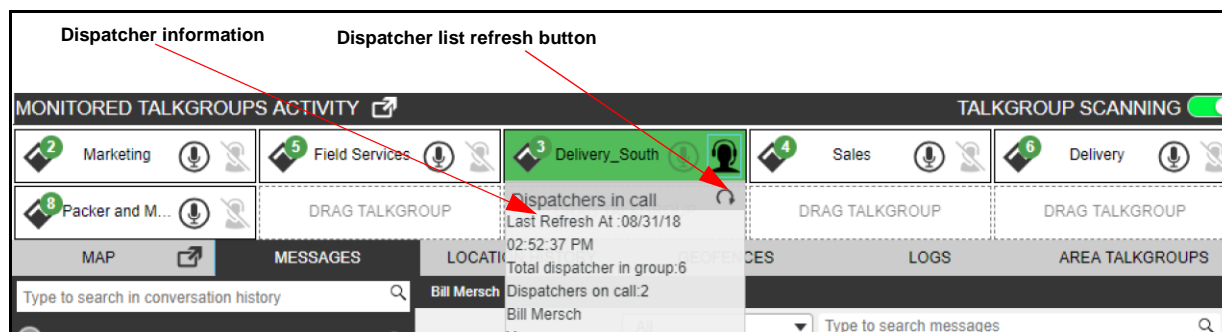 Dispatcher information
Dispatcher list refresh button
MONITORED TALKGROUPS ACTIVITY
TALKGROUP SCANNING
2 Marketing
5 Field Services
3 Delivery_South
4 Sales
6 Delivery
8 Packer and M...
DRAG TALKGROUP
DRAG TALKGROUP
DRAG TALKGROUP
Dispatchers in call
Last Refresh At :08/31/18
02:52:37 PM
Total dispatcher in group:6
Dispatchers on call:2
Bill Mersch
MAP
MESSAGES
LOCATI
CES
LOGS
AREA TALKGROUPS
Type to search in conversation history
Bill Mersch
All
Type to search messages